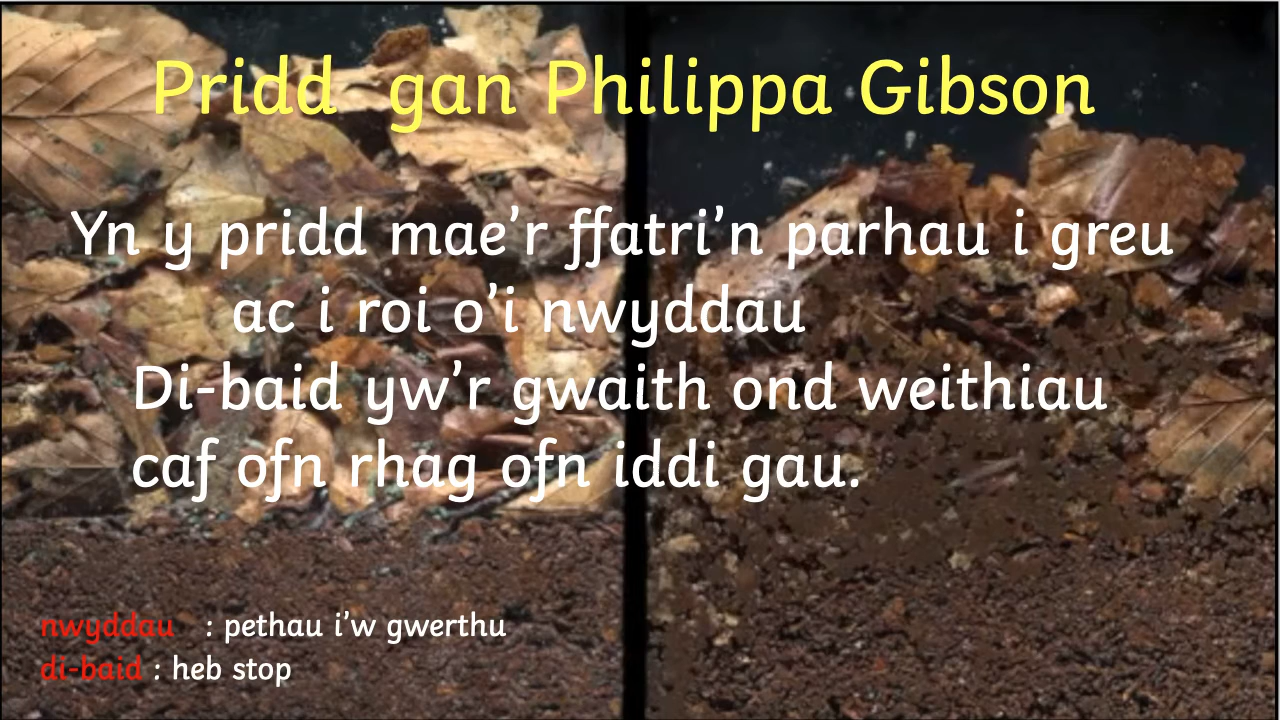 Pridd gan Philippa Gibson
Yn y pridd mae’r ffatri’n parhau i greu
ac i roi o’i nwyddau
Di-baid yw’r gwaith ond weithiau
caf ofn rhag ofn iddi gau.
nwyddau : pethau i’w gwerthu
di-baid : heb stop